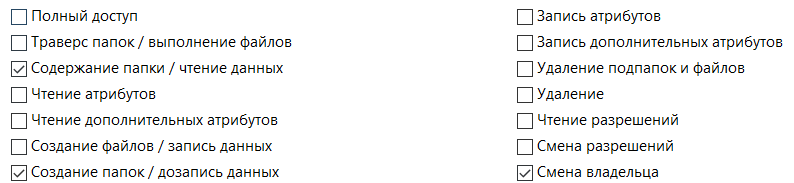 Полный доступ
Траверс папок / выполнение файлов
Содержание папки / чтение данных
Чтение атрибутов
Чтение дополнительных атрибутов
Создание файлов / запись данных
Создание папок / дозапись данных
Запись атрибутов
Запись дополнительных атрибутов
Удаление подпапок и файлов
Удаление
Чтение разрешений
Смена разрешений
Смена владельца